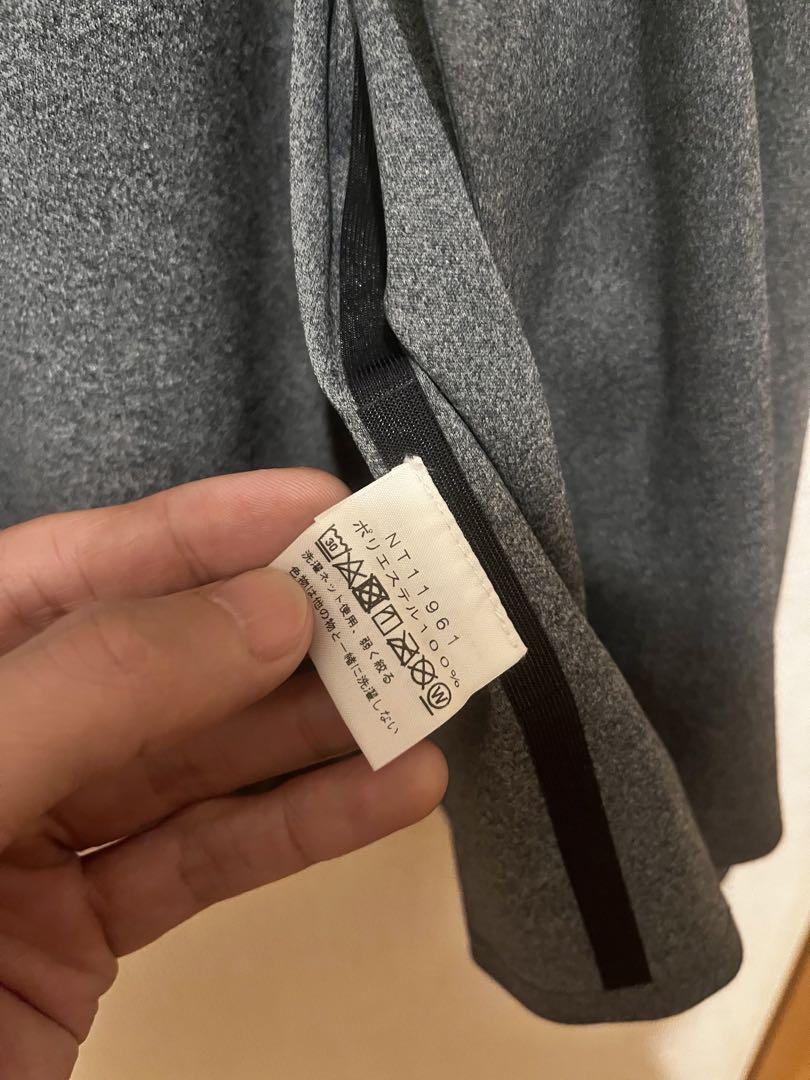 NT11961
ポリエステル100%
30 W
洗濯ネット使用、弱く絞る
色物は他の物と一緒に洗濯しない